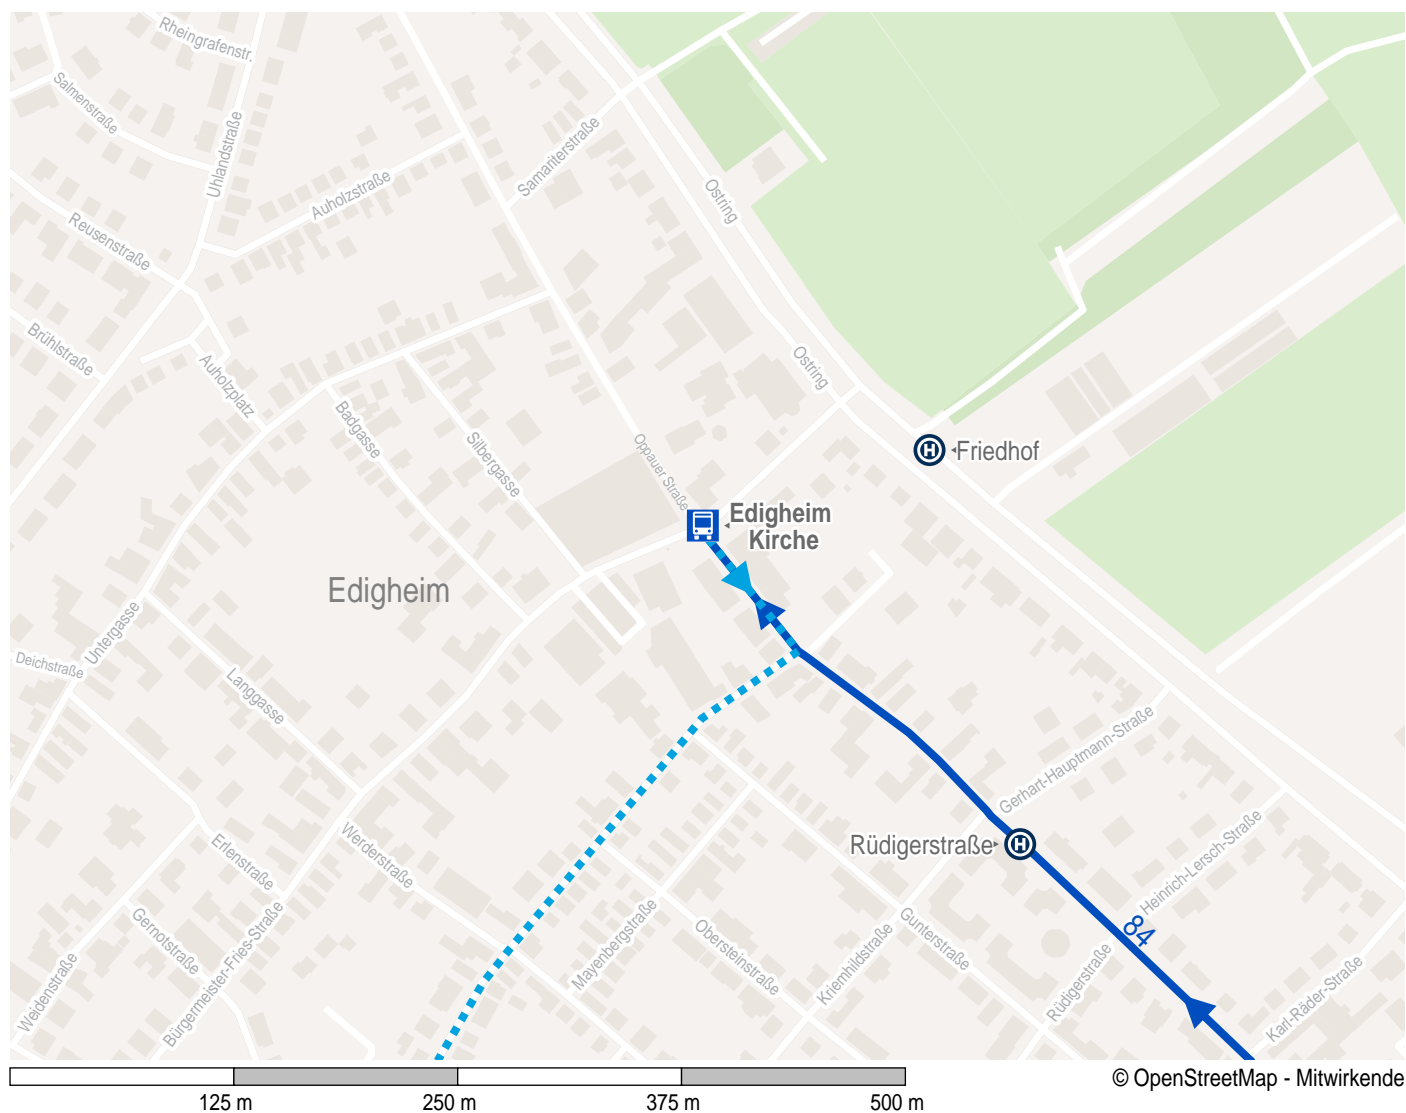 Rheingrafenstr.
Salmenstraße
Uhlandstraße
Samariterstraße
Auholzstraße
Ostring
Reusenstraße
Brühlstraße
Auholzplatz
Ostring
Badgasse
Silbergasse
Oppauer Straße
H
Friedhof
Edigheim
Kirche
Edigheim
Untergasse
Deichstraße
Langgasse
Gerhart-Hauptmann-Straße
Werderstraße
Rüdigerstraße
H
Heinrich-Lersch-Straße
Erlenstraße
Gernotstraße
Mayenbergstraße
Obersteinstraße
Gunterstraße
84
Weidenstraße
Bürgermeister-Fries-Straße
Kriemhildstraße
Rüdigerstraße
Karl-Räder-Straße
© OpenStreetMap - Mitwirkende
125 m 250 m 375 m 500 m